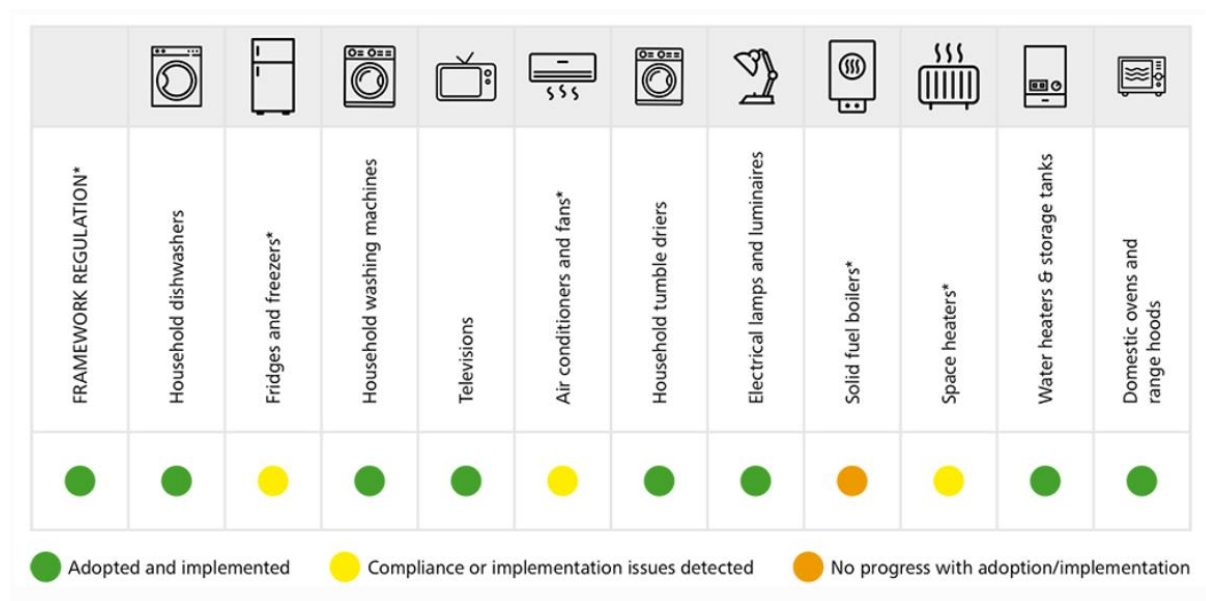 FRAMEWORK REGULATION*
Household dishwashers
Fridges and freezers*
Household washing machines
Televisions
Air conditioners and fans*
Household tumble driers
Electrical lamps and luminaires
Solid fuel boilers*
Space heaters*
Water heaters & storage tanks
Domestic ovens and
range hoods
Adopted and implemented
Compliance or implementation issues detected
No progress with adoption/implementation